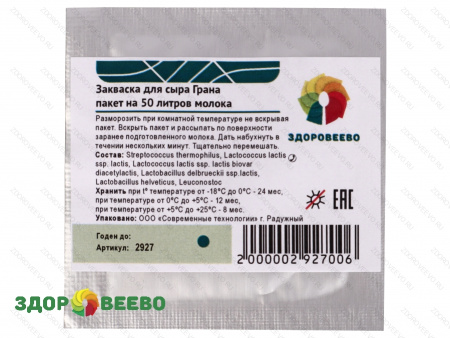 Закваска для сыра Грана
пакет на 50 литров молока
Разморозить при комнатной температуре не вскрывая
пакет. Вскрыть пакет и рассыпать по поверхности
заранее подготовленного молока. Дать набухнуть в
течении нескольких минут. Тщательно перемешать.
Состав: Streptococcus thermophilus, Lactococcus lactis
ssp. lactis, Lactococcus lactis ssp. lactis biovar
diacetylactis, Lactobacillus delbrueckii ssp.lactis,
Lactobacillus helveticus, Leuconostoc
Хранить при t° температуре от -18°С до 0°С - 24 мес,
при температуре от 0°С до +5°С - 12 мес,
при температуре от +5°С до +25°С - 8 мес.
Упаковано: ООО «Современные технологии» г. Радужный
ЗДОРОВЕЕВО
EAC
Годен до:
Артикул: 2927
2000002927006
ЗДОРОВЕЕВО